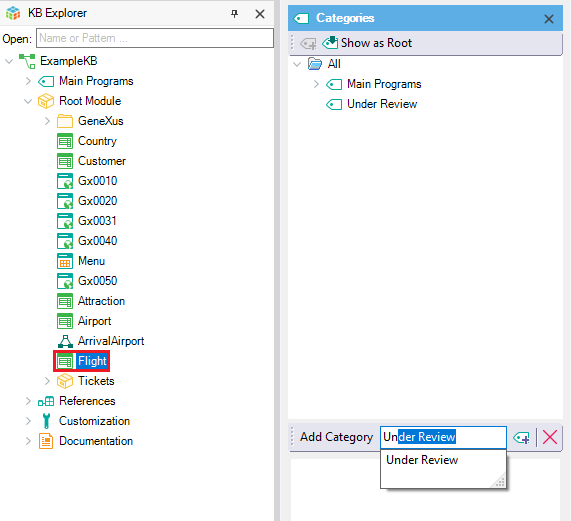 KB Explorer
Open: Name or Pattern ...
ExampleKB
Main Programs
Root Module
GeneXus
Country
Customer
Gx0010
Gx0020
Gx0031
Gx0040
Menu
Gx0050
Attraction
Airport
ArrivalAirport
Flight
Tickets
References
Customization
Documentation
Categories
Show as Root
All
Main Programs
Under Review
Add Category Under Review
Under Review